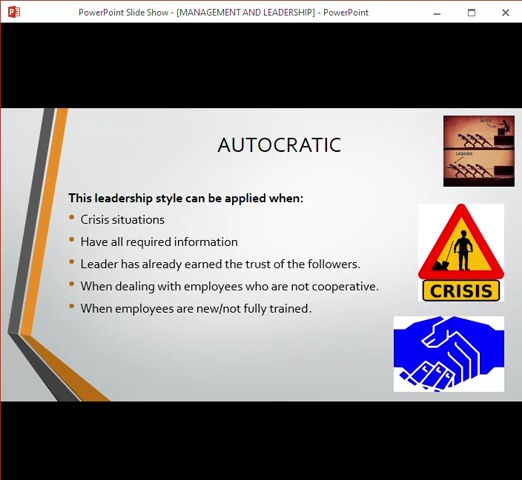 PowerPoint Slide Show - [MANAGEMENT AND LEADERSHIP] - PowerPoint
AUTOCRATIC
This leadership style can be applied when:
• Crisis situations
• Have all required information
• Leader has already earned the trust of the followers.
• When dealing with employees who are not cooperative.
• When employees are new/not fully trained.
BOSS
LEADER
CRISIS